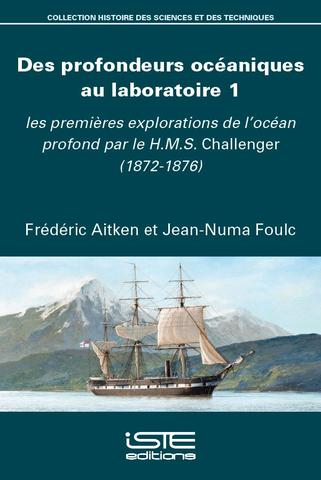 COLLECTION HISTOIRE DES SCIENCES ET DES TECHNIQUES
Des profondeurs océaniques
au laboratoire 1
les premières explorations de l'océan
profond par le H.M.S. Challenger
(1872-1876)
Frédéric Aitken et Jean-Numa Foulc
iSTE
editions